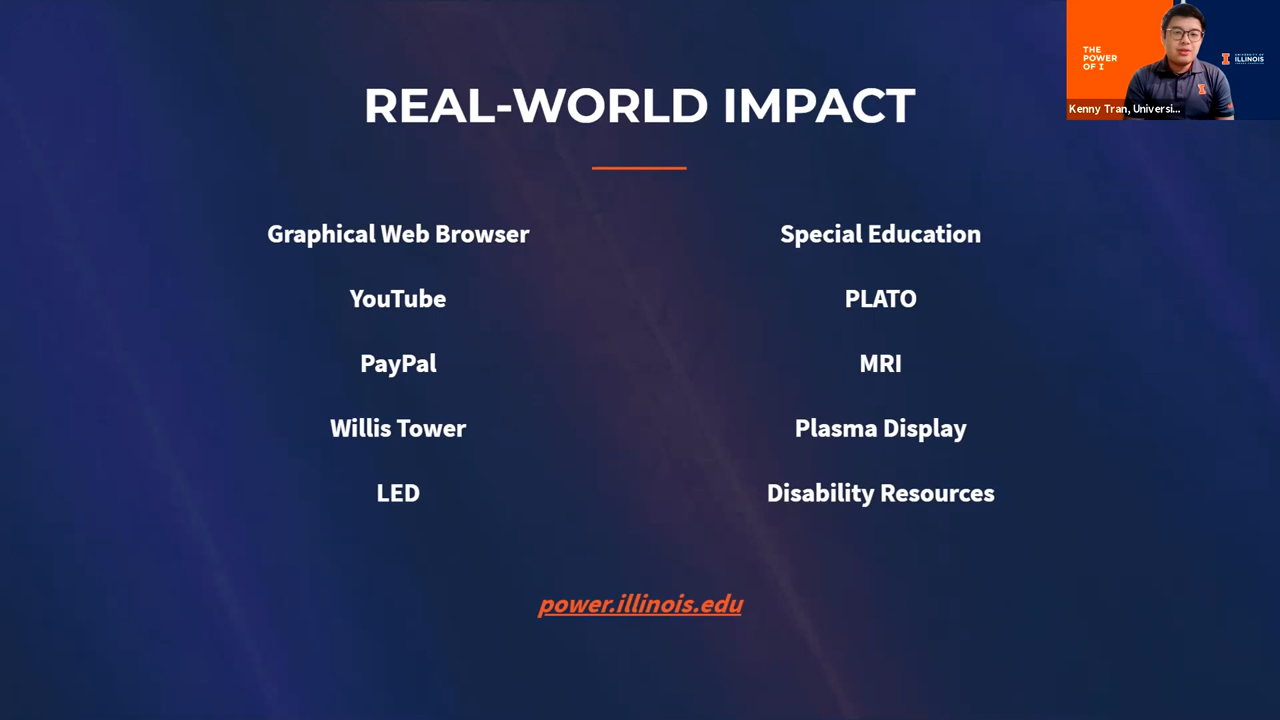 REAL-WORLD IMPACT
THE
POWER
OF I
I
ILLINOIS
I
Kenny Tran, Universi...
Graphical Web Browser
YouTube
PayPal
Willis Tower
LED
Special Education
PLATO
MRI
Plasma Display
Disability Resources
power.illinois.edu